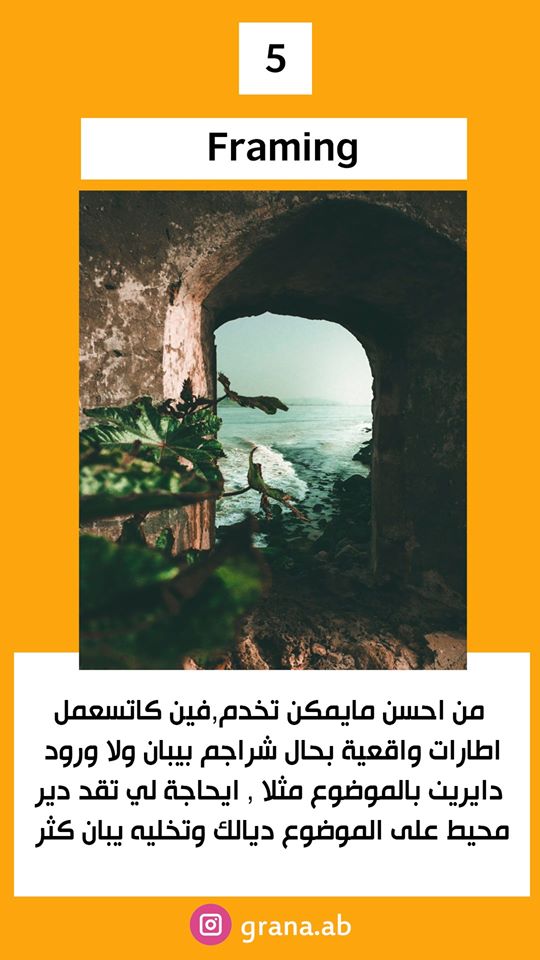 5
Framing
من احسن مايمكن تخدم,فين كاتسعمل
اطارات واقعية بحال شراجم بيبان ولا ورود
دايرين بالموضوع مثلا , ايحاجة لي تقد دير
محيط على الموضوع ديالك وتخليه يبان كثر
grana.ab